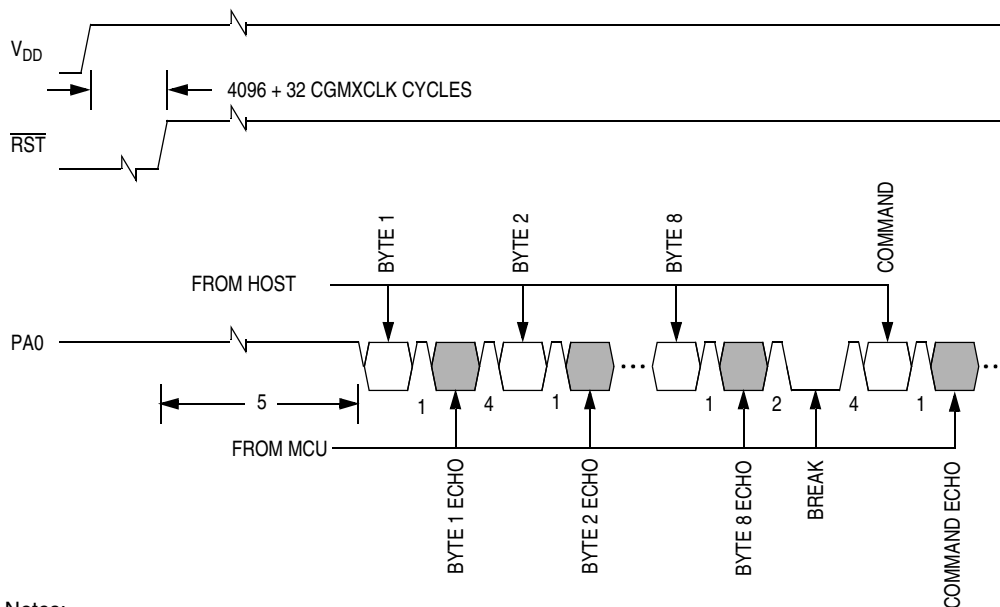 VDD
4096 + 32 CGMXCLK CYCLES
RST
BYTE 1
BYTE 2
BYTE 8
COMMAND
FROM HOST
PA0
...
...
5
1
4
1
1
2
4
1
FROM MCU
BYTE 1 ECHO
BYTE 2 ECHO
BYTE 8 ECHO
BREAK
COMMAND ECHO